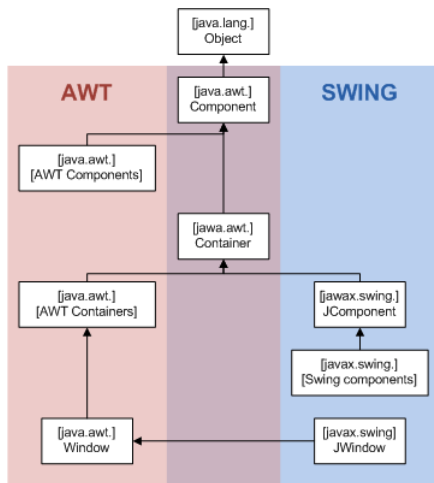 [java.lang.]
Object
AWT
SWING
[java.awt.]
Component
[java.awt.]
[AWT Components]
[jawa.awt.]
Container
[java.awt.]
[AWT Containers]
[jawax.swing.]
JComponent
[javax.swing.]
[Swing components]
[java.awt.]
Window
[javax.swing]
JWindow